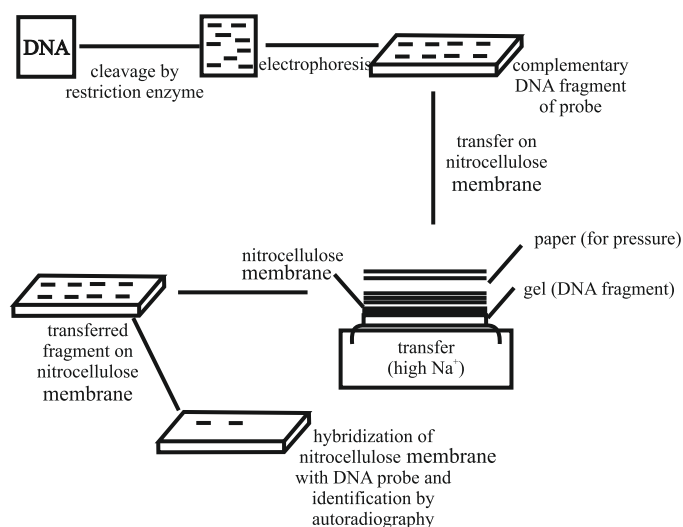 DNA
cleavage by
restriction enzyme
electrophoresis
complementary
DNA fragment
of probe
transfer on
nitrocellulose
membrane
paper (for pressure)
nitrocellulose
membrane
gel (DNA fragment)
transfer
(high Na⁺)
transferred
fragment on
nitrocellulose
membrane
hybridization of
nitrocellulose membrane
with DNA probe and
identification by
autoradiography